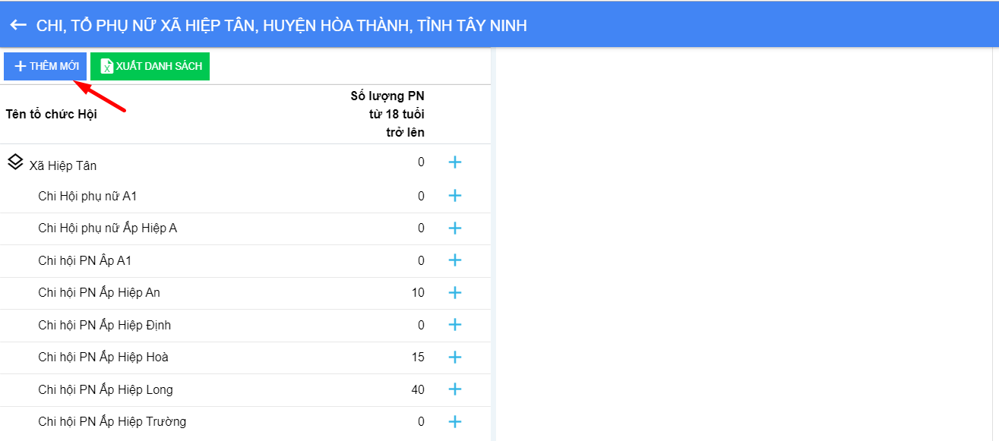 CHI, TỔ PHỤ NỮ XÃ HIỆP TÂN, HUYỆN HÒA THÀNH, TỈNH TÂY NINH
THÊM MỚI XUẤT DANH SÁCH
Số lượng PN
Tên tổ chức Hội từ 18 tuổi
trở lên
Xã Hiệp Tân 0
Chi Hội phụ nữ A1 0
Chi Hội phụ nữ Ấp Hiệp A 0
Chi hội PN Âp A1 0
Chi hội PN Ấp Hiệp An 10
Chi hội PN Ấp Hiệp Định 0
Chi hội PN Ấp Hiệp Hoà 15
Chi hội PN Ấp Hiệp Long 40
Chi hội PN Ấp Hiệp Trường 0